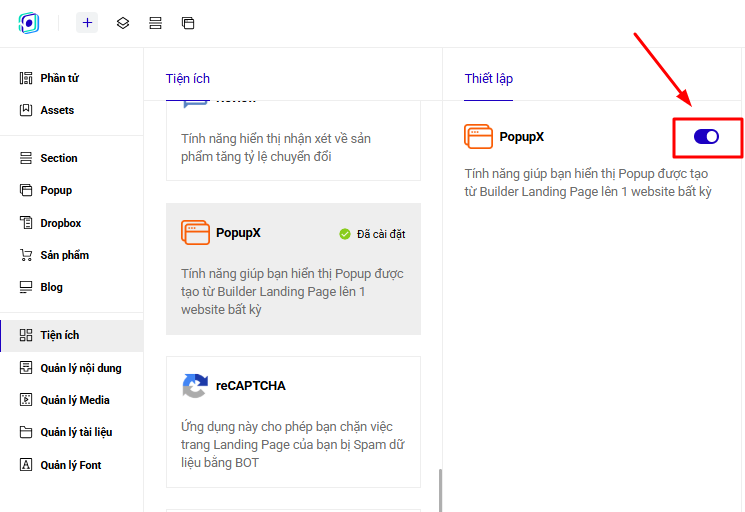 Phần tử
Assets
Section
Popup
Dropbox
Sản phẩm
Blog
Tiện ích
Quản lý nội dung
Quản lý Media
Quản lý tài liệu
Quản lý Font
Tiện ích
Tính năng hiển thị nhận xét về sản
phẩm tăng tỷ lệ chuyển đổi
PopupX
Đã cài đặt
Tính năng giúp bạn hiển thị Popup được
tạo từ Builder Landing Page lên 1
website bất kỳ
reCAPTCHA
Ứng dụng này cho phép bạn chặn việc
trang Landing Page của bạn bị Spam dữ
liệu bằng BOT
Thiết lập
PopupX
Tính năng giúp bạn hiển thị Popup được tạo
từ Builder Landing Page lên 1 website bất kỳ